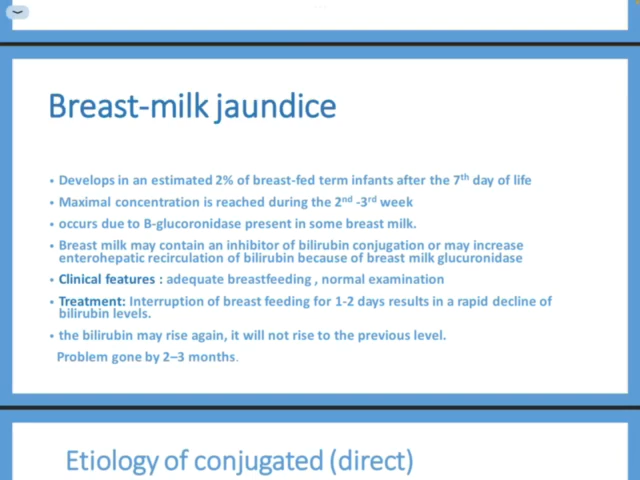 Breast-milk jaundice
• Develops in an estimated 2% of breast-fed term infants after the 7th day of life
• Maximal concentration is reached during the 2nd -3rd week
• occurs due to B-glucoronidase present in some breast milk.
• Breast milk may contain an inhibitor of bilirubin conjugation or may increase
enterohepatic recirculation of bilirubin because of breast milk glucuronidase
• Clinical features : adequate breastfeeding , normal examination
• Treatment: Interruption of breast feeding for 1-2 days results in a rapid decline of
bilirubin levels.
• the bilirubin may rise again, it will not rise to the previous level.
Problem gone by 2–3 months.
Etiology of conjugated (direct)